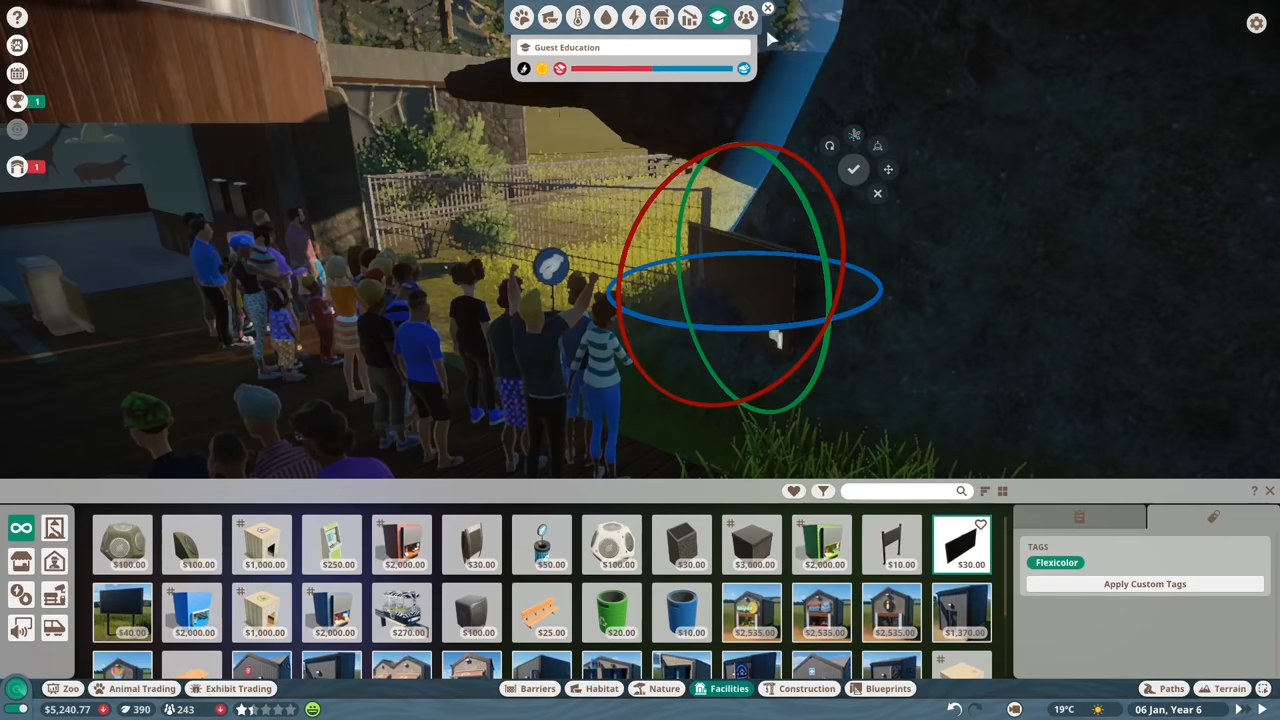 ?
Guest Education
1
1
? 
$100.00 $100.00 # $1,000.00 $250.00 # $2,000.00 $30.00 $50.00 $100.00 $30.00 # $3,000.00 # $2,000.00 $10.00 $30.00
$40.00 # $2,000.00 # $1,000.00 # $2,000.00 $270.00 $100.00 $25.00 $20.00 $10.00 $2,535.00 $2,535.00 $2,535.00 $1,370.00
#
TAGS
Flexicolor
Apply Custom Tags
Zoo Animal Trading Exhibit Trading Barriers Habitat Nature Facilities Construction Blueprints Paths Terrain
$5,240.77 390 243 19°C 06 Jan, Year 6